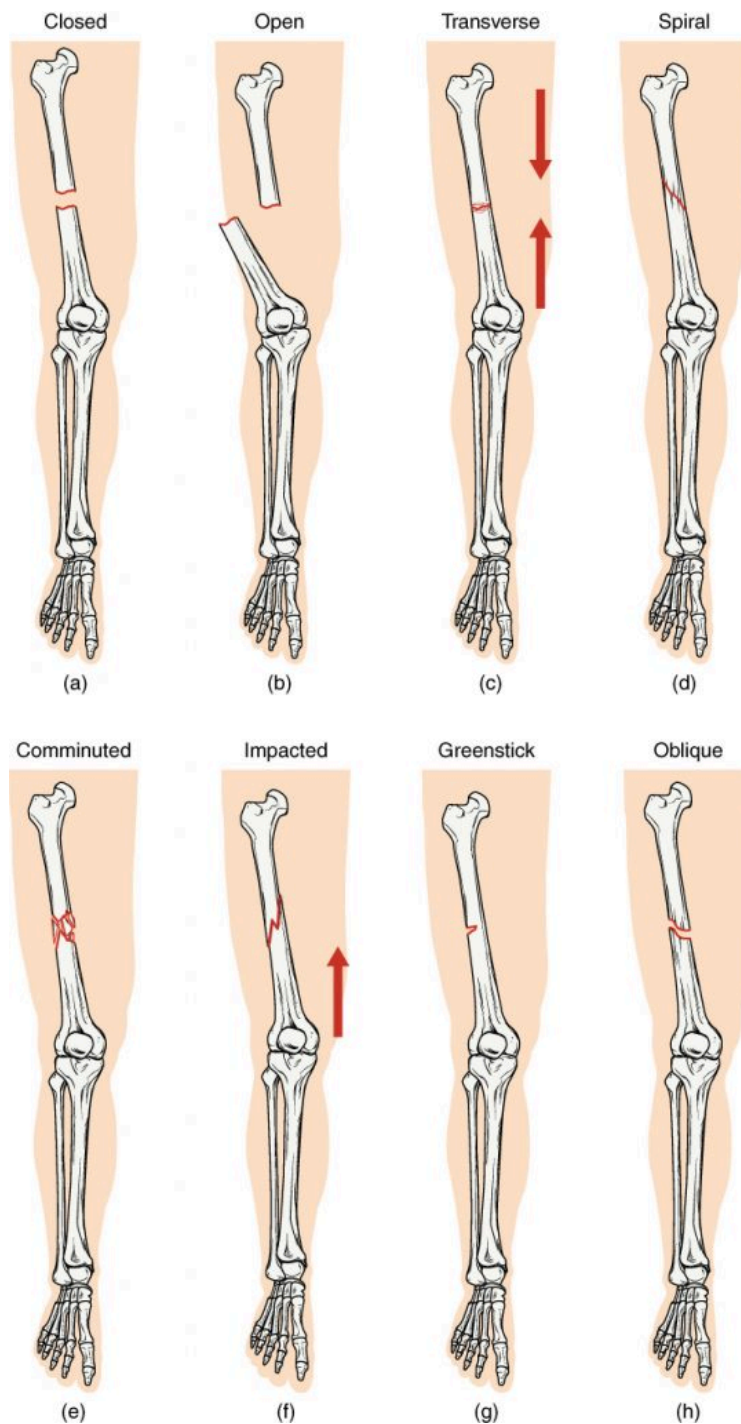 Closed Open Transverse Spiral
(a) (b) (c) (d)
Comminuted Impacted Greenstick Oblique
(e) (f) (g) (h)